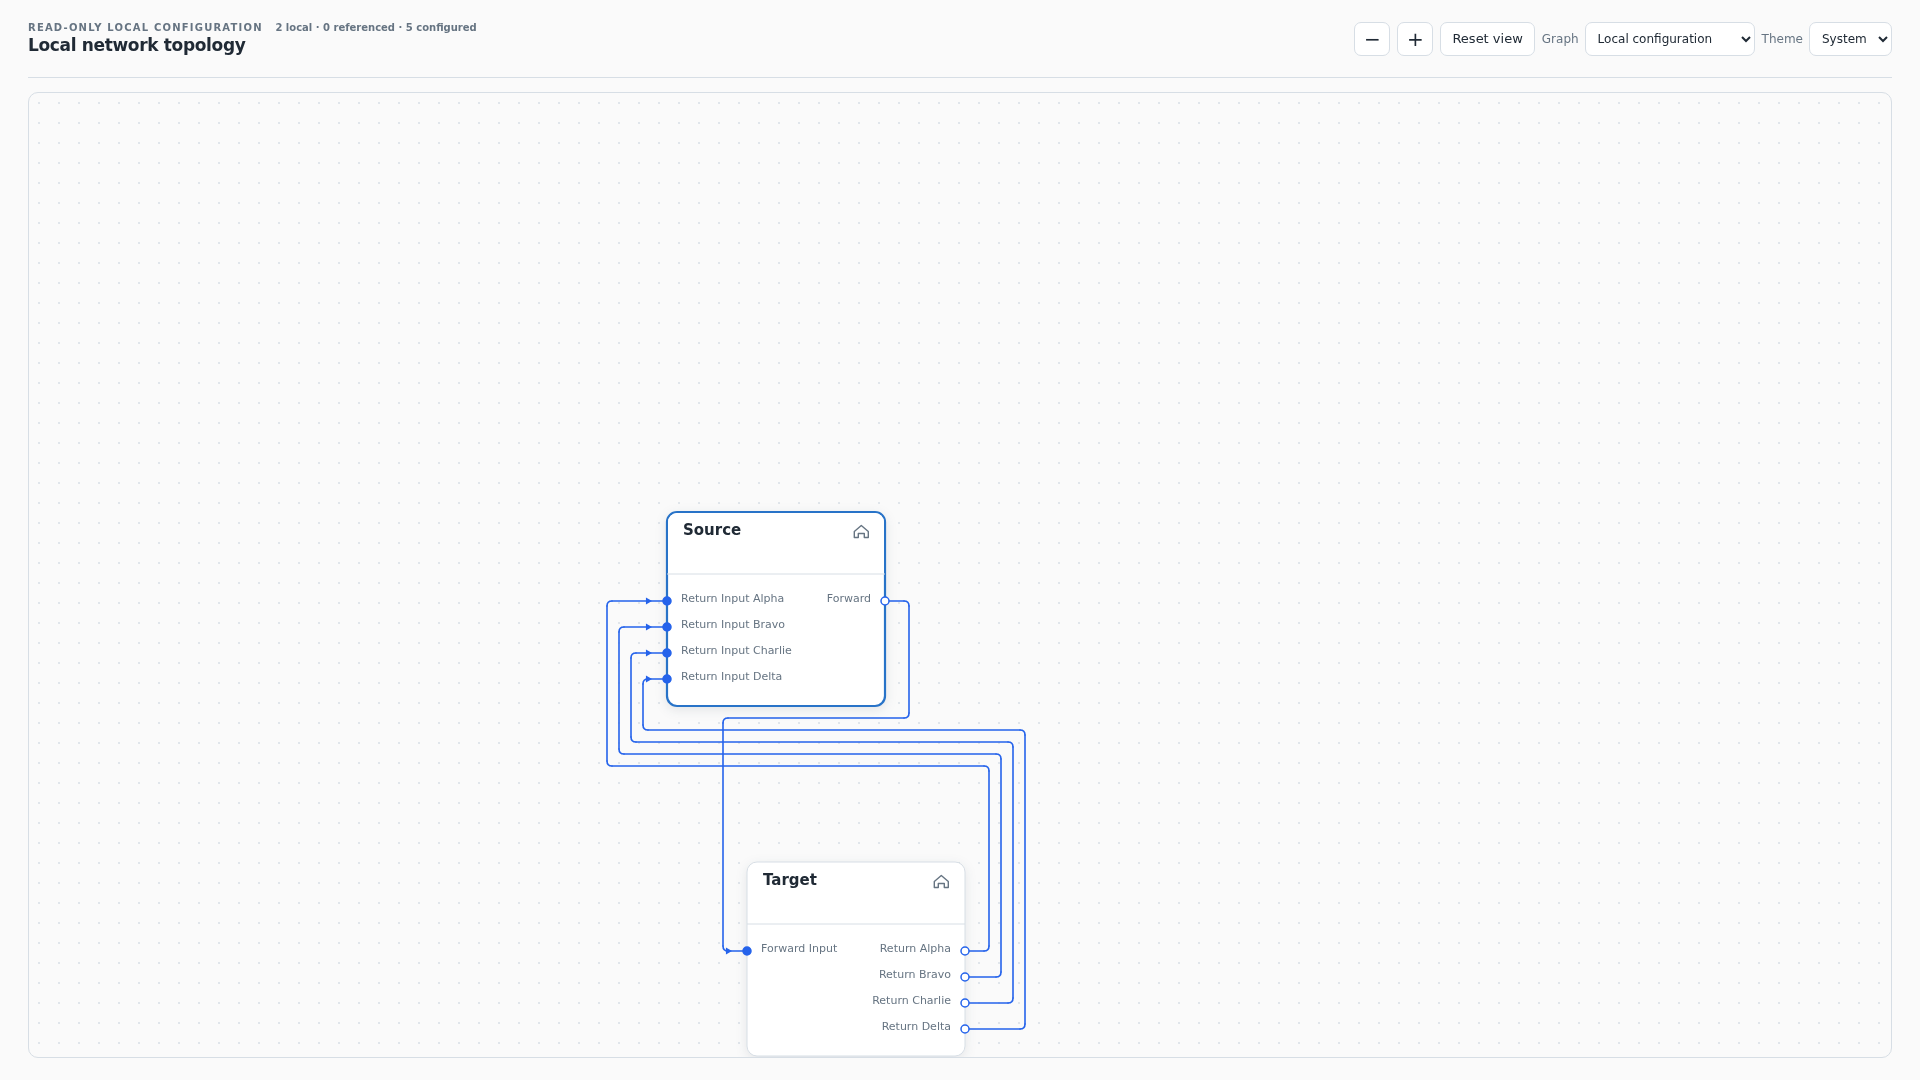 READ-ONLY LOCAL CONFIGURATION 2 local · 0 referenced · 5 configured
Local network topology
− + Reset view Graph Local configuration Theme System
Source
Return Input Alpha Forward
Return Input Bravo
Return Input Charlie
Return Input Delta
Target
Forward Input Return Alpha
Return Bravo
Return Charlie
Return Delta